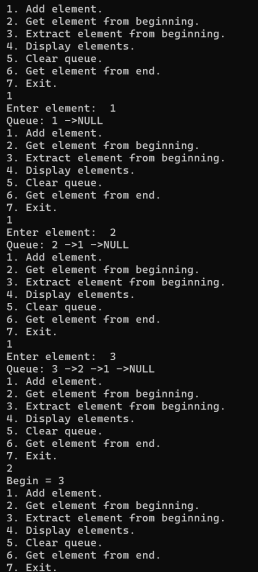 1. Add element.
2. Get element from beginning.
3. Extract element from beginning.
4. Display elements.
5. Clear queue.
6. Get element from end.
7. Exit.
1
Enter element:  1
Queue: 1 ->NULL
1. Add element.
2. Get element from beginning.
3. Extract element from beginning.
4. Display elements.
5. Clear queue.
6. Get element from end.
7. Exit.
1
Enter element:  2
Queue: 2 ->1 ->NULL
1. Add element.
2. Get element from beginning.
3. Extract element from beginning.
4. Display elements.
5. Clear queue.
6. Get element from end.
7. Exit.
1
Enter element:  3
Queue: 3 ->2 ->1 ->NULL
1. Add element.
2. Get element from beginning.
3. Extract element from beginning.
4. Display elements.
5. Clear queue.
6. Get element from end.
7. Exit.
2
Begin = 3
1. Add element.
2. Get element from beginning.
3. Extract element from beginning.
4. Display elements.
5. Clear queue.
6. Get element from end.
7. Exit.